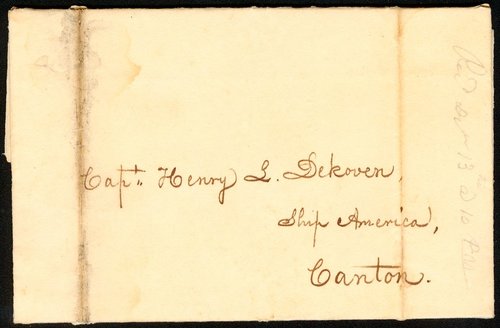 Capt. Henry L. Dekoven,
Ship America,
Canton.